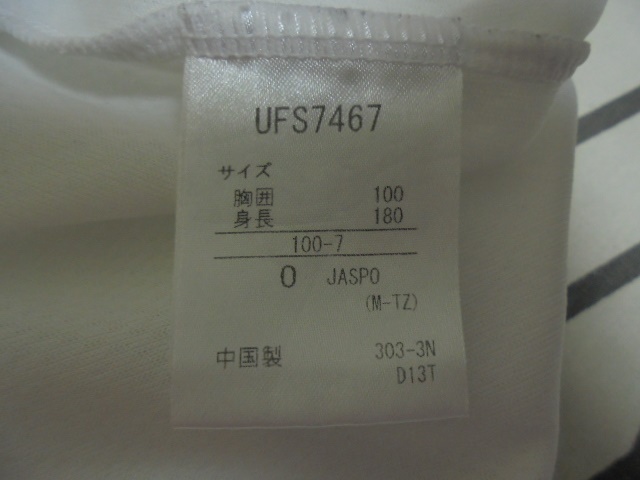 UFS7467
サイズ
胸囲 100
身長 180
100-7
O JASPO
(M-TZ)
中国製 303-3N
D13T